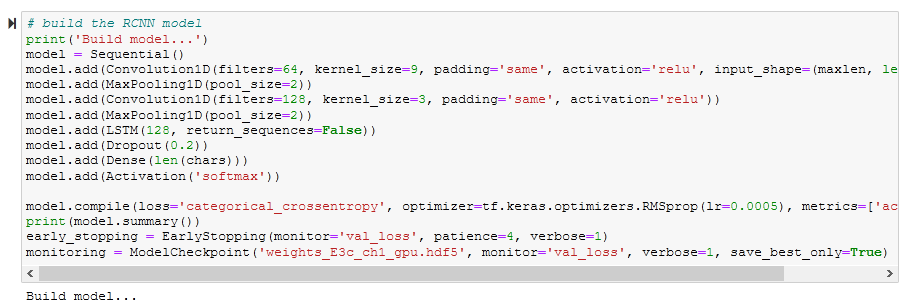 # build the RCNN model
print('Build model...')
model = Sequential()
model.add(Convolution1D(filters=64, kernel_size=9, padding='same', activation='relu', input_shape=(maxlen, le
model.add(MaxPooling1D(pool_size=2))
model.add(Convolution1D(filters=128, kernel_size=3, padding='same', activation='relu'))
model.add(MaxPooling1D(pool_size=2))
model.add(LSTM(128, return_sequences=False))
model.add(Dropout(0.2))
model.add(Dense(len(chars)))
model.add(Activation('softmax'))
model.compile(loss='categorical_crossentropy', optimizer=tf.keras.optimizers.RMSprop(lr=0.0005), metrics=['ac
print(model.summary())
early_stopping = EarlyStopping(monitor='val_loss', patience=4, verbose=1)
monitoring = ModelCheckpoint('weights_E3c_ch1_gpu.hdf5', monitor='val_loss', verbose=1, save_best_only=True)
Build model...